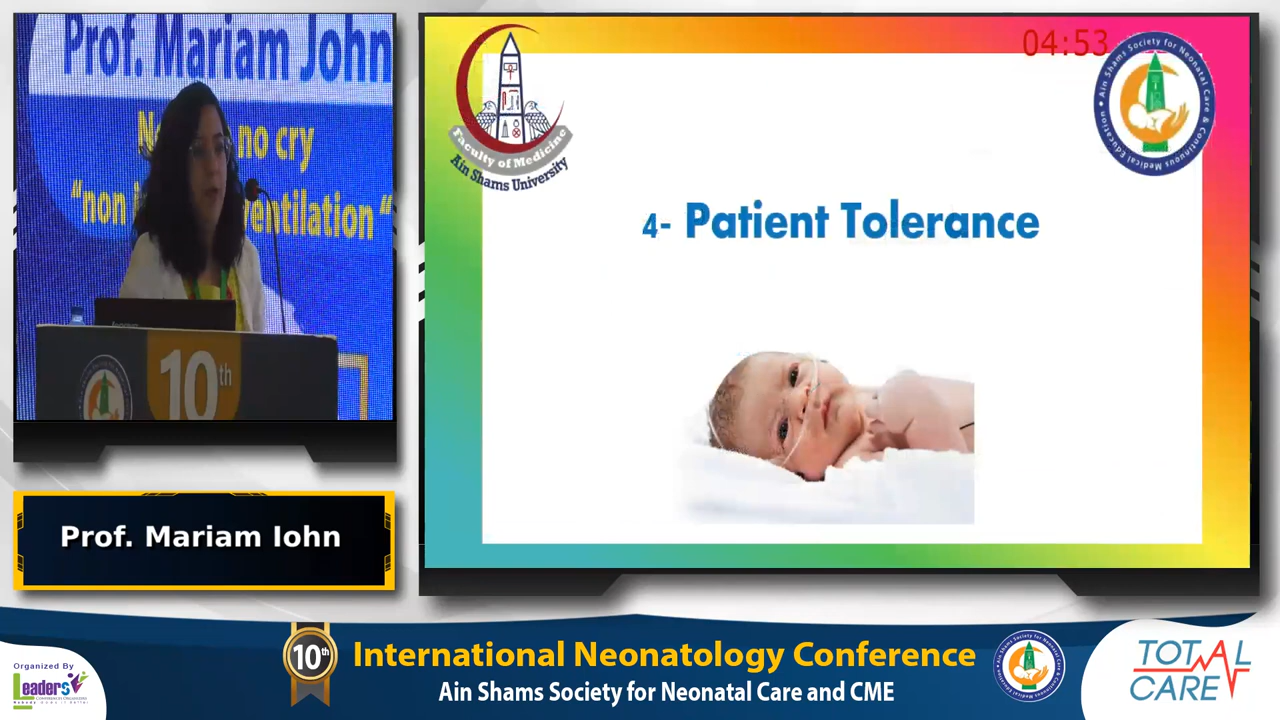 Prof. Mariam John
no cry
"non
ventilation "
10th
Prof. Mariam Iohn
04:53
Faculty of Medicine
Ain Shams University
Ain Shams Society for Neonatal Care & Continuous Medical Education
4- Patient Tolerance
Organized By
Leaders
10th
International Neonatology Conference
Ain Shams Society for Neonatal Care and CME
TOTAL
CARE